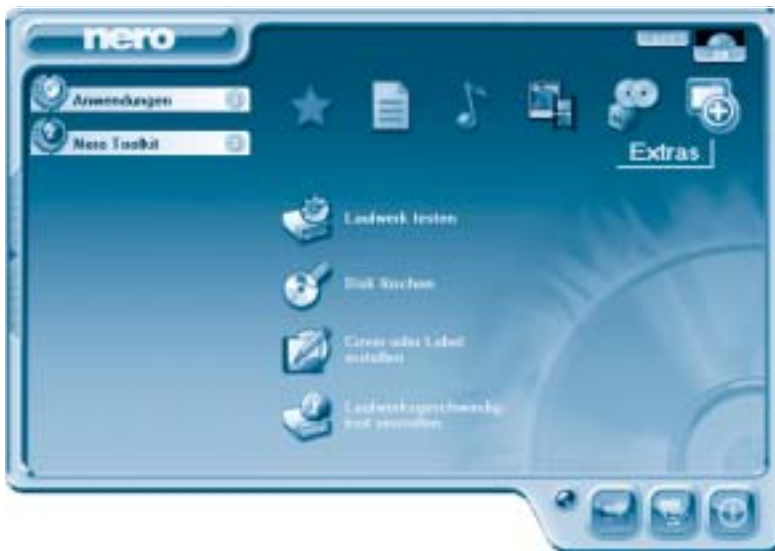 nero
Anwendungen
Nero Toolkit
Extras
Laufwerk testen
Disk löschen
Cover oder Label
erstellen
Laufwerksgeschwindig-
keit einstellen